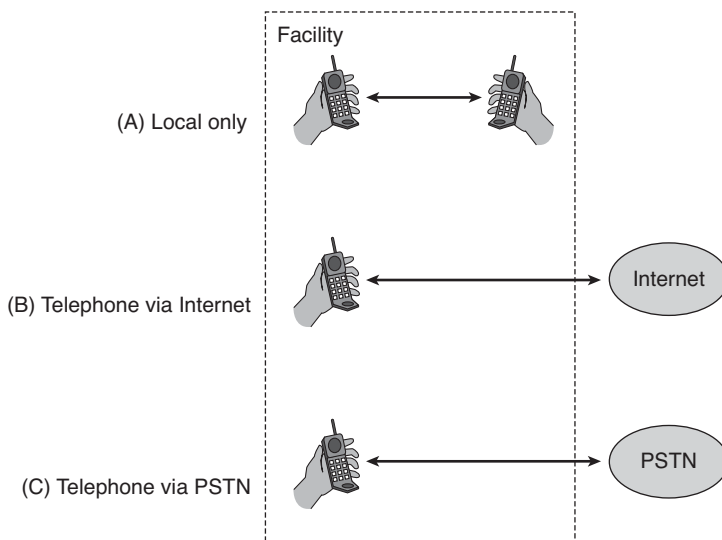 Facility
(A) Local only
(B) Telephone via Internet
Internet
(C) Telephone via PSTN
PSTN